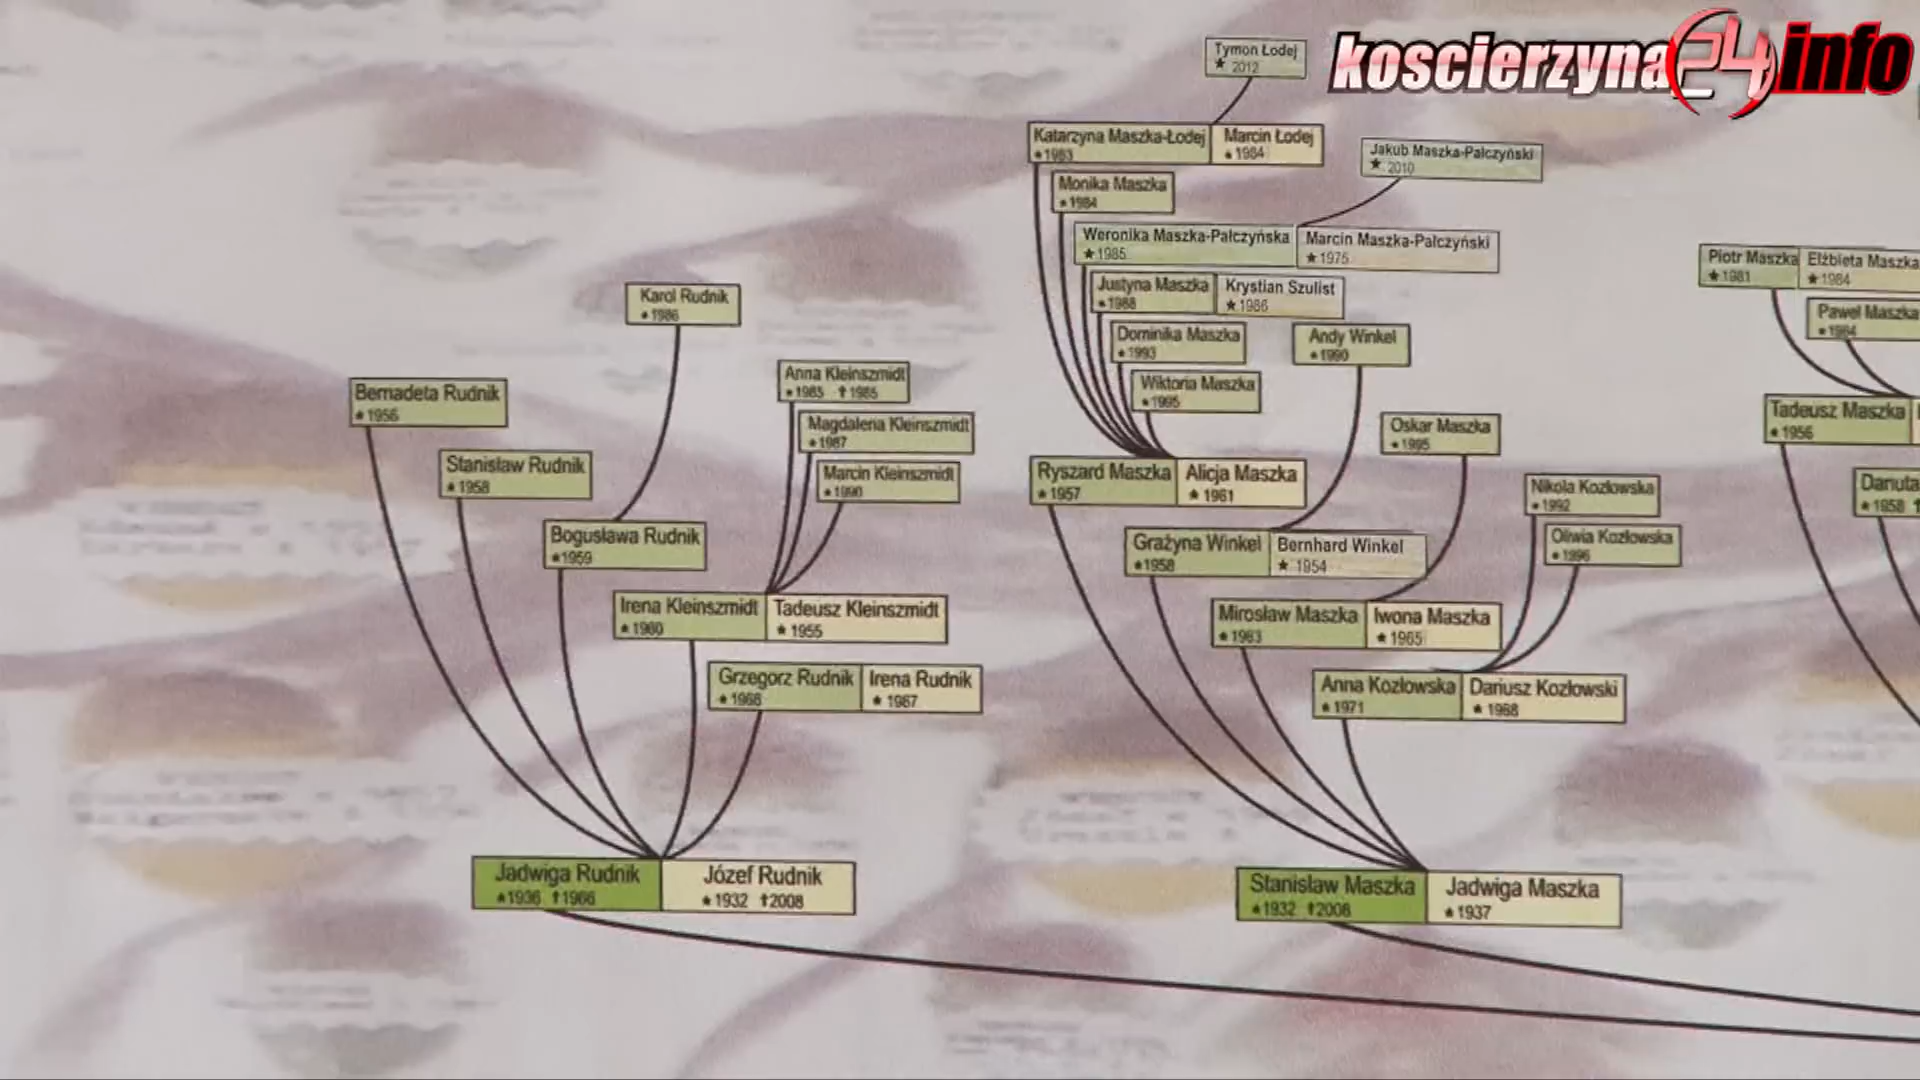 koscierzyna24info
Tymon Łodej
★ 2012
Katarzyna Maszka-Łodej
★1983
Marcin Łodej
★1984
Jakub Maszka-Pałczyński
★ 2010
Monika Maszka
★1984
Weronika Maszka-Pałczyńska
★1985
Marcin Maszka-Pałczyński
★1975
Justyna Maszka
★1988
Krystian Szulist
★1986
Dominika Maszka
★1993
Andy Winkel
★1990
Wiktoria Maszka
★1995
Oskar Maszka
★1995
Ryszard Maszka
★1957
Alicja Maszka
★1961
Nikola Kozłowska
★1992
Oliwia Kozłowska
★1996
Grażyna Winkel
★1958
Bernhard Winkel
★ 1954
Mirosław Maszka
★1963
Iwona Maszka
★1965
Anna Kozłowska
★1971
Dariusz Kozłowski
★1968
Stanisław Maszka
★1932 ✝2008
Jadwiga Maszka
★1937
Karol Rudnik
★1986
Anna Kleinszmidt
★1985 ✝1985
Magdalena Kleinszmidt
★1987
Marcin Kleinszmidt
★1990
Bernadeta Rudnik
★1956
Stanisław Rudnik
★1958
Bogusława Rudnik
★1959
Irena Kleinszmidt
★1960
Tadeusz Kleinszmidt
★1955
Grzegorz Rudnik
★1966
Irena Rudnik
★1967
Jadwiga Rudnik
★1936 ✝1966
Józef Rudnik
★1932 ✝2008
Piotr Maszka
★1981
Elżbieta Maszka
★1984
Paweł Maszka
★1984
Tadeusz Maszka
★1956
Danuta
★1958